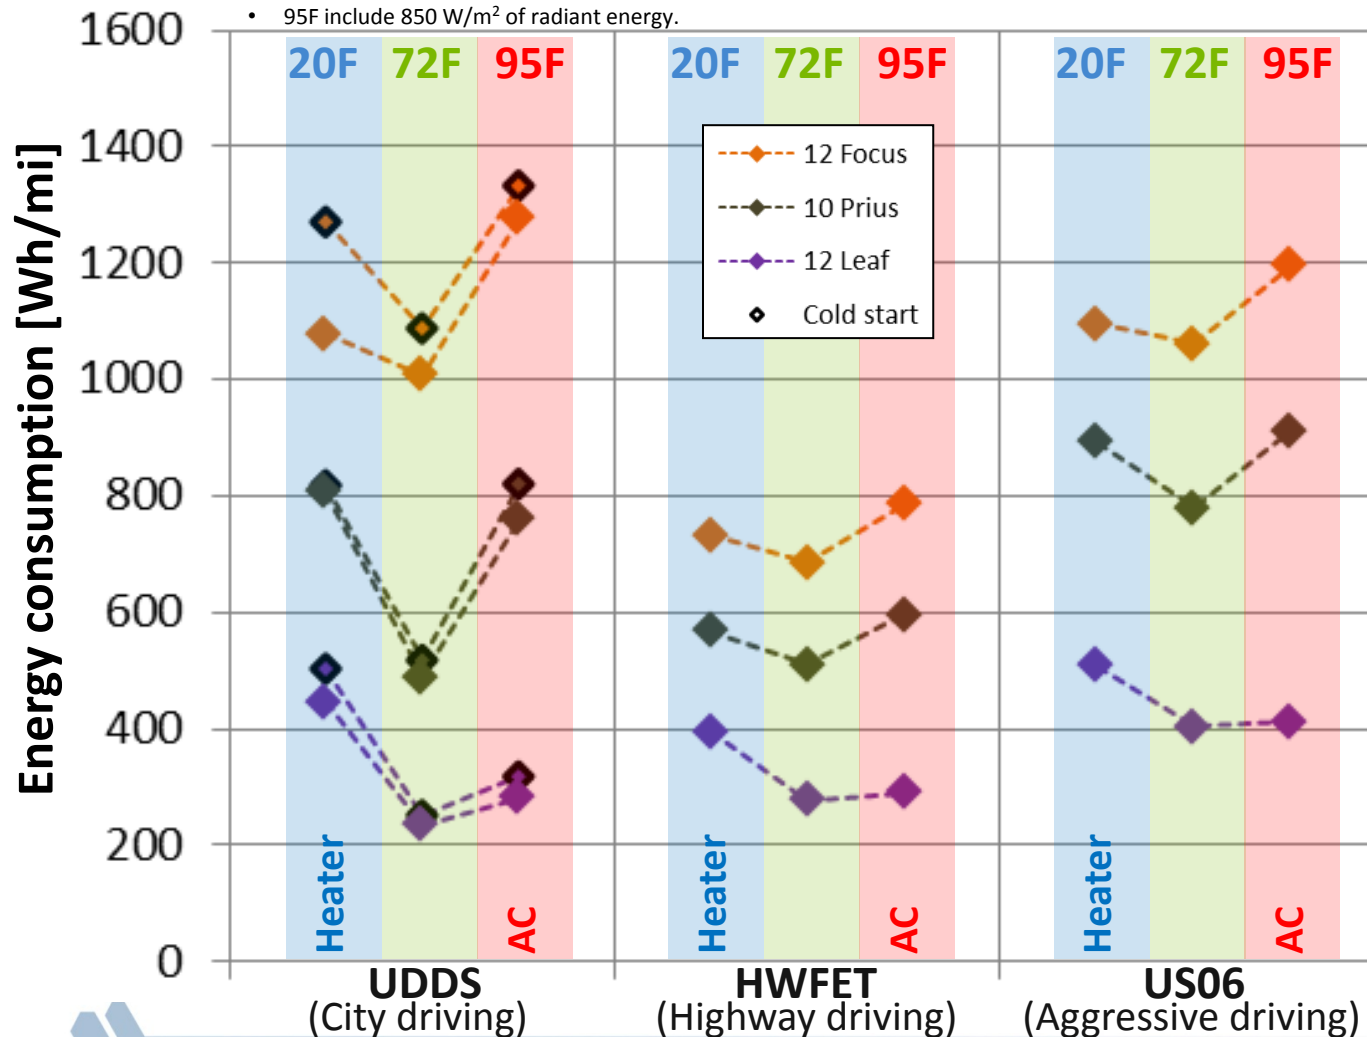 • 95F include 850 W/m² of radiant energy.
1600
1400
1200
1000
800
600
400
200
0
Energy consumption [Wh/mi]
20F 72F 95F
20F 72F 95F
20F 72F 95F
12 Focus
10 Prius
12 Leaf
Cold start
Heater AC
Heater AC
Heater AC
UDDS
(City driving)
HWFET
(Highway driving)
US06
(Aggressive driving)